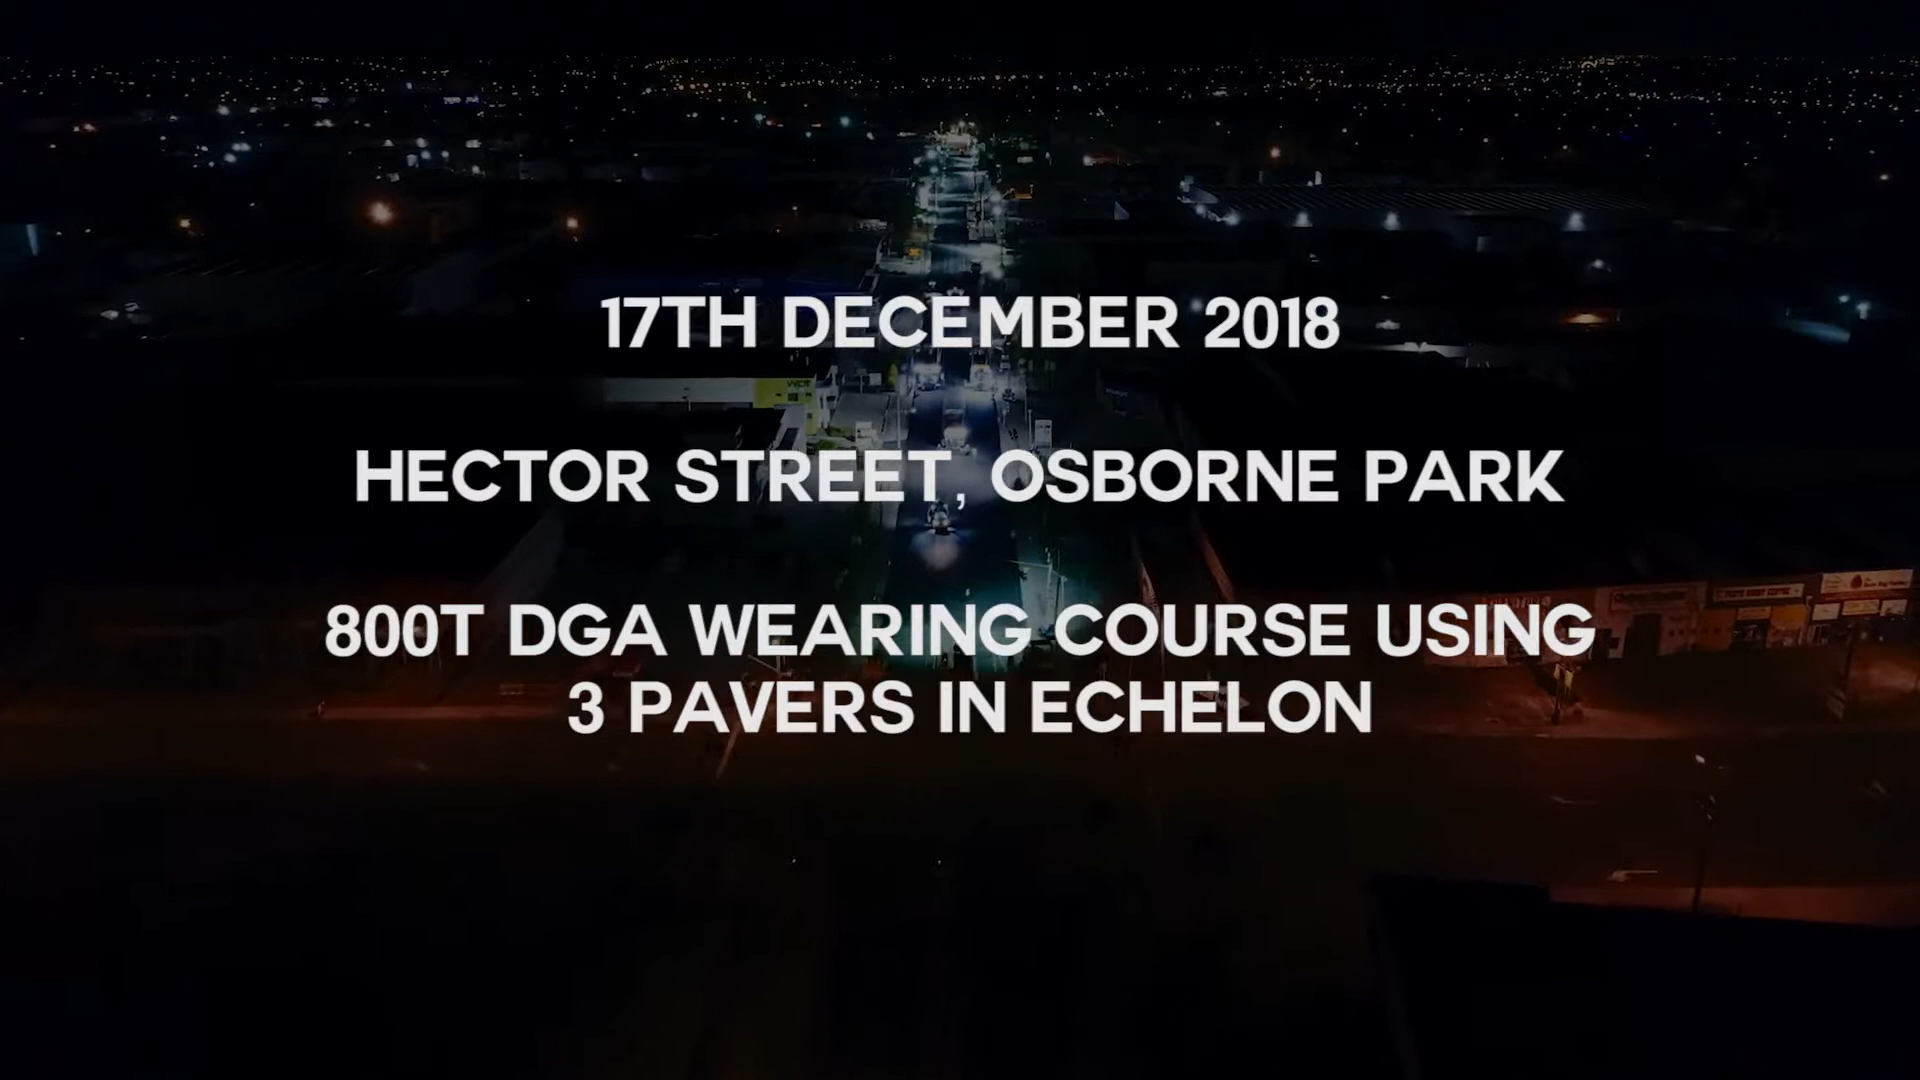 17TH DECEMBER 2018
HECTOR STREET, OSBORNE PARK
800T DGA WEARING COURSE USING
3 PAVERS IN ECHELON